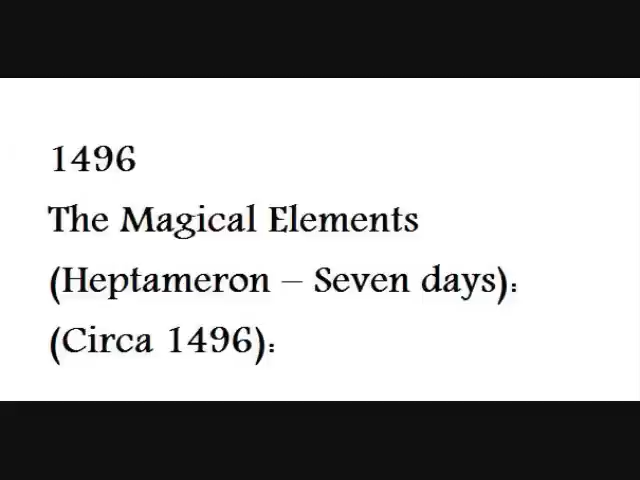 1496
The Magical Elements
(Heptameron – Seven days):
(Circa 1496):